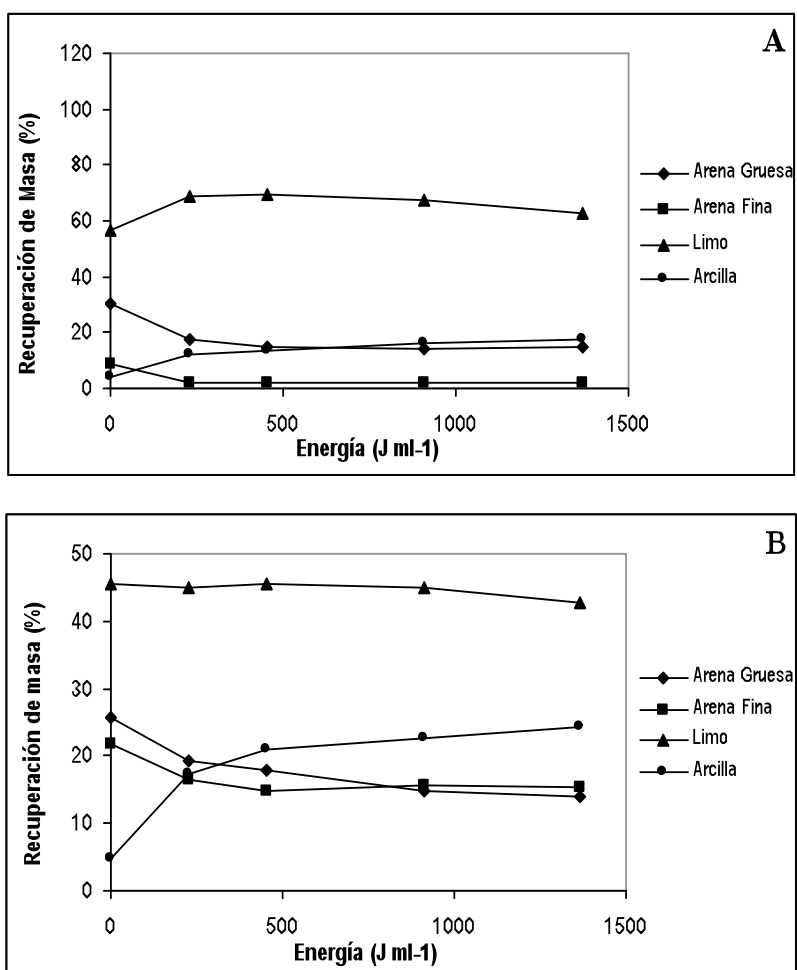 A
120
100
80
60
40
20
0
0 500 1000 1500
Recuperación de Masa (%)
Energía (J ml-1)
Arena Gruesa
Arena Fina
Limo
Arcilla
B
50
40
30
20
10
0
0 500 1000 1500
Recuperación de masa (%)
Energía (J ml-1)
Arena Gruesa
Arena Fina
Limo
Arcilla